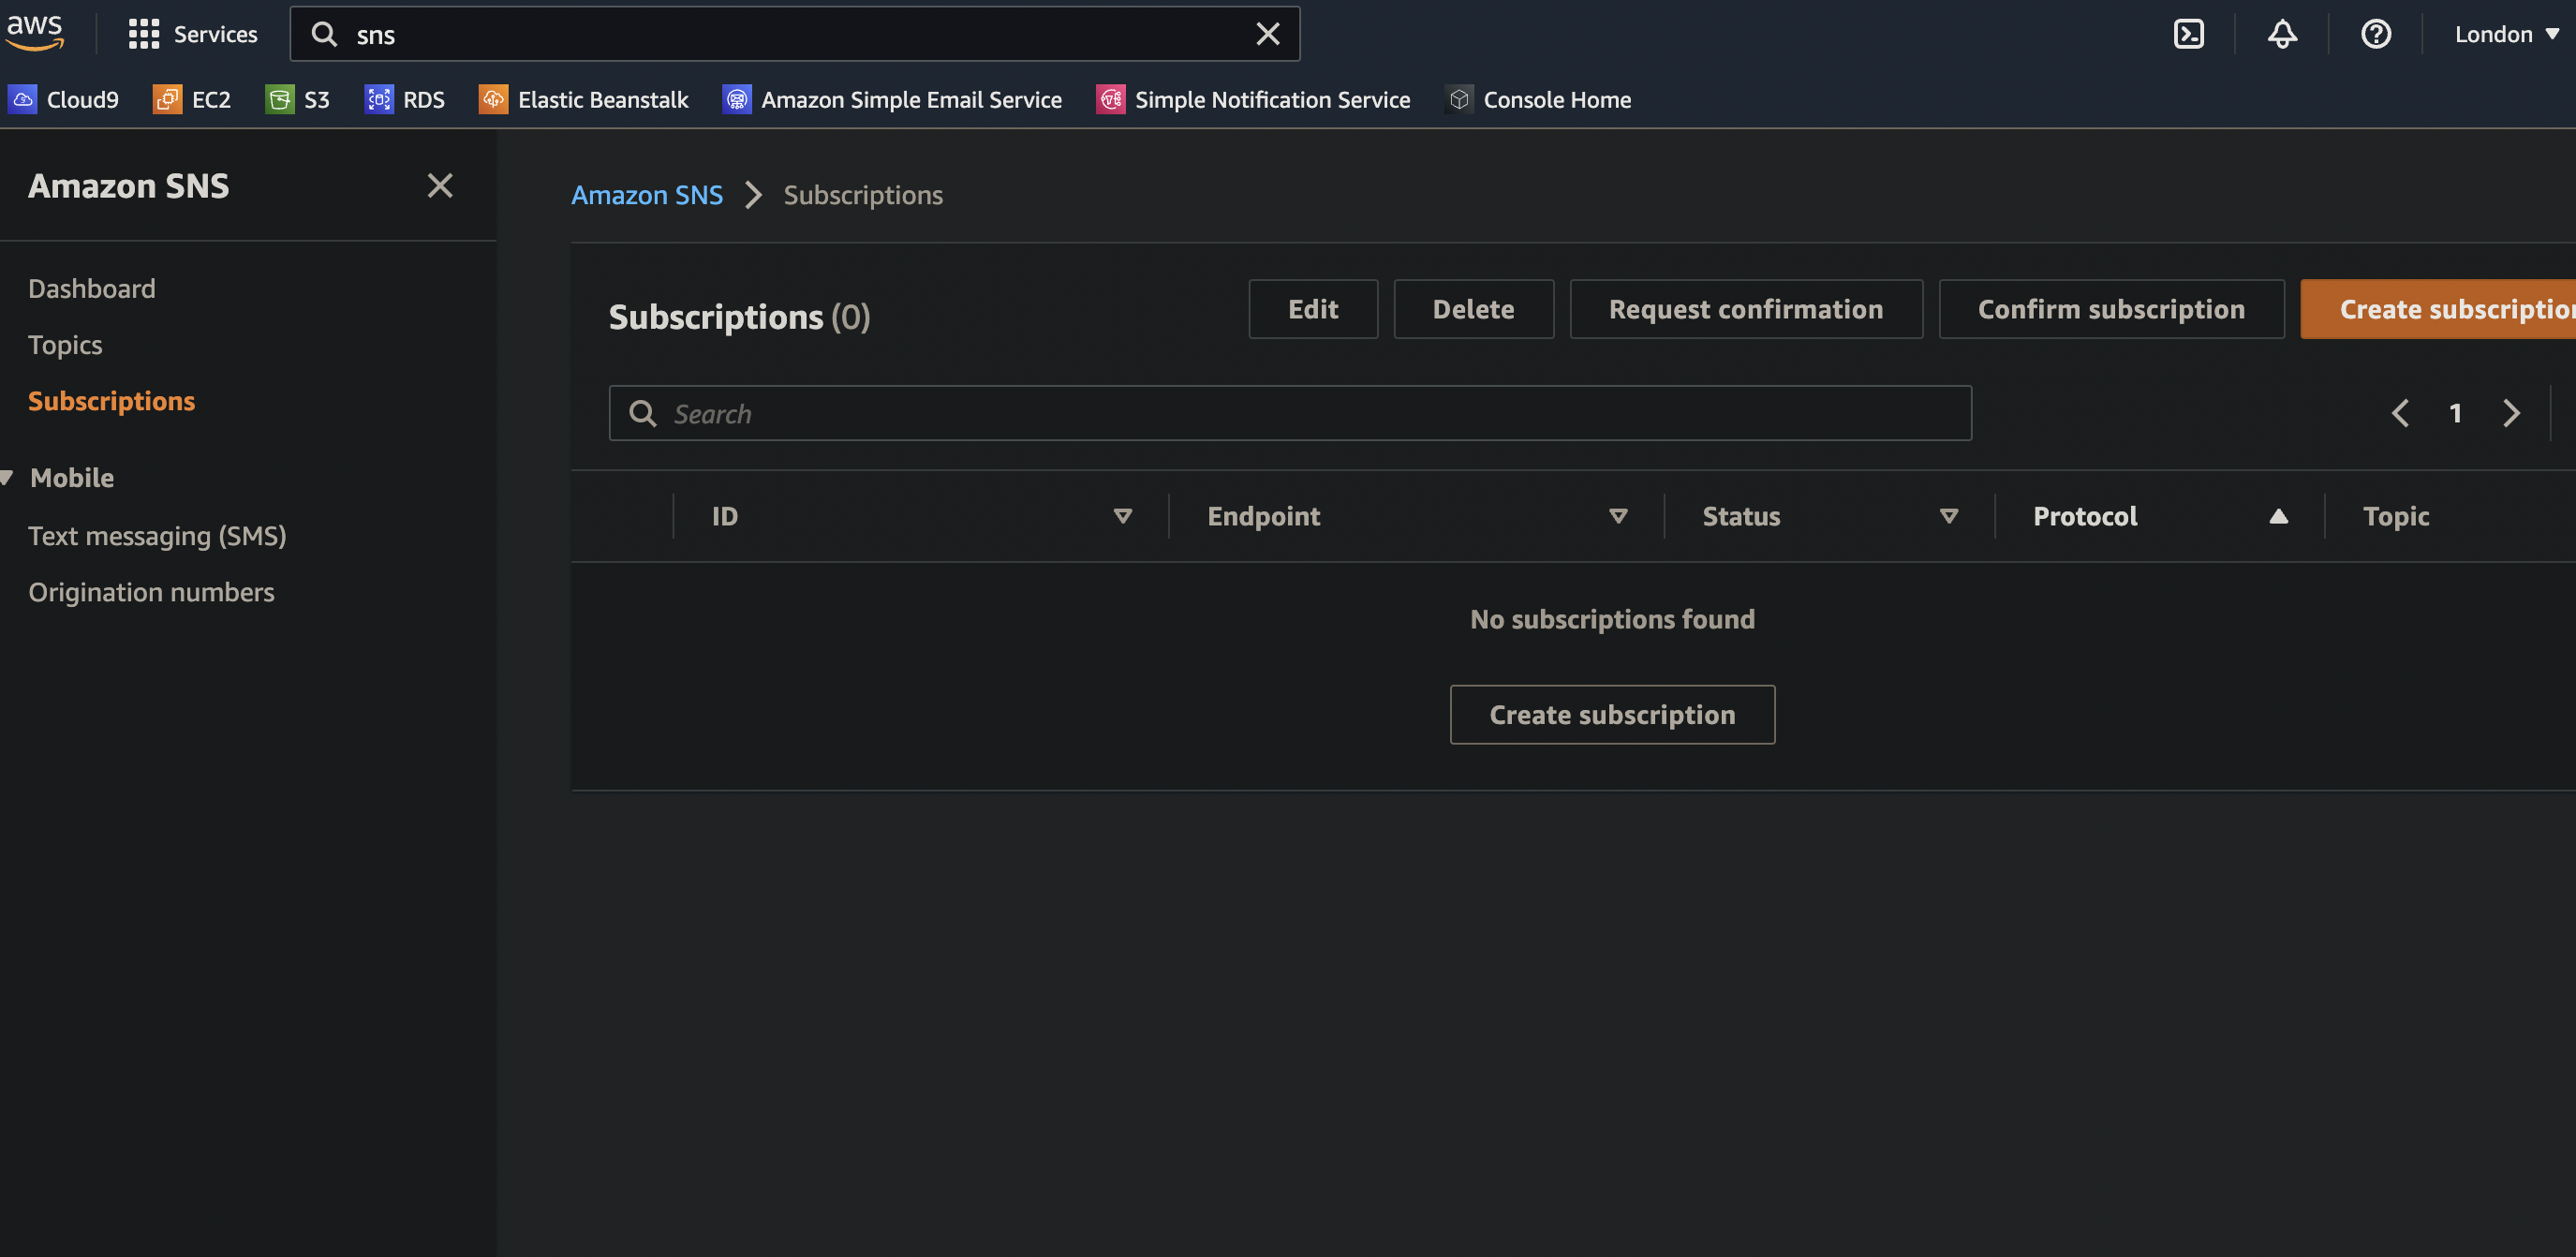 aws
Services
sns
London
Cloud9
EC2
S3
RDS
Elastic Beanstalk
Amazon Simple Email Service
Simple Notification Service
Console Home
Amazon SNS
Dashboard
Topics
Subscriptions
Mobile
Text messaging (SMS)
Origination numbers
Amazon SNS
Subscriptions
Subscriptions (0)
Edit
Delete
Request confirmation
Confirm subscription
Create subscription
Search
1
ID
Endpoint
Status
Protocol
Topic
No subscriptions found
Create subscription